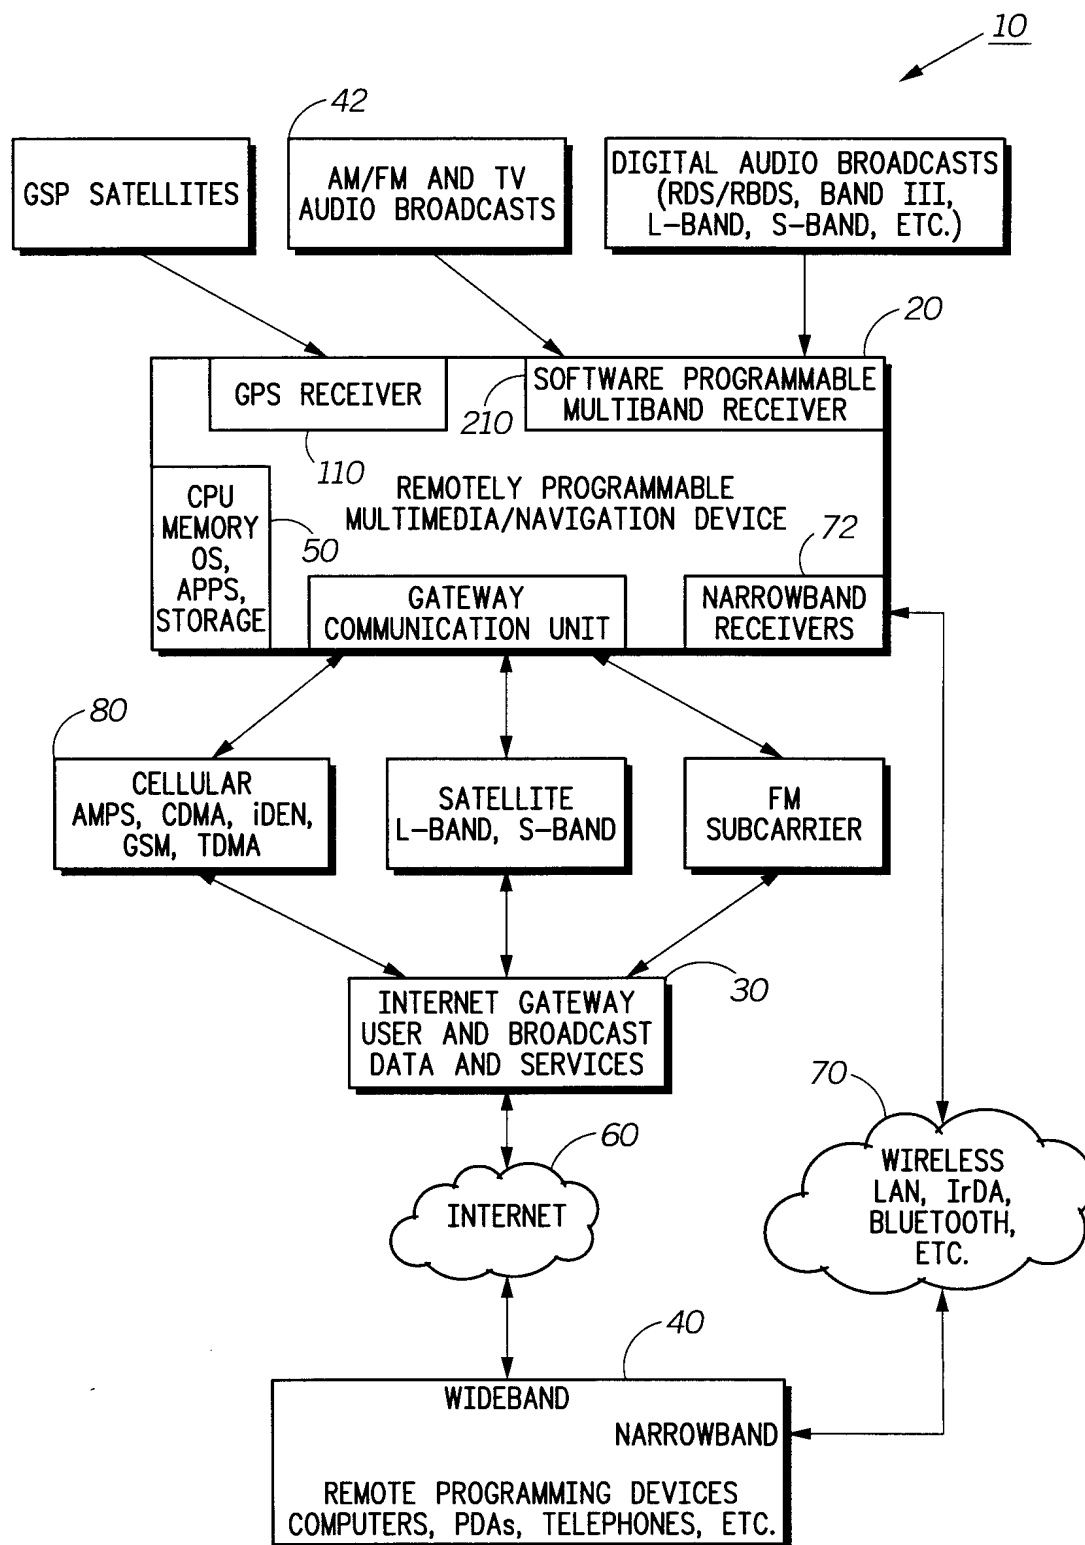 10
42
GSP SATELLITES
AM/FM AND TV
AUDIO BROADCASTS
DIGITAL AUDIO BROADCASTS
(RDS/RBDS, BAND III,
L-BAND, S-BAND, ETC.)
20
GPS RECEIVER
110
210
SOFTWARE PROGRAMMABLE
MULTIBAND RECEIVER
REMOTELY PROGRAMMABLE
MULTIMEDIA/NAVIGATION DEVICE
CPU
MEMORY
OS,
APPS,
STORAGE
50
72
GATEWAY
COMMUNICATION UNIT
NARROWBAND
RECEIVERS
80
CELLULAR
AMPS, CDMA, iDEN,
GSM, TDMA
SATELLITE
L-BAND, S-BAND
FM
SUBCARRIER
30
INTERNET GATEWAY
USER AND BROADCAST
DATA AND SERVICES
60
INTERNET
70
WIRELESS
LAN, IrDA,
BLUETOOTH,
ETC.
40
WIDEBAND
NARROWBAND
REMOTE PROGRAMMING DEVICES
COMPUTERS, PDAs, TELEPHONES, ETC.